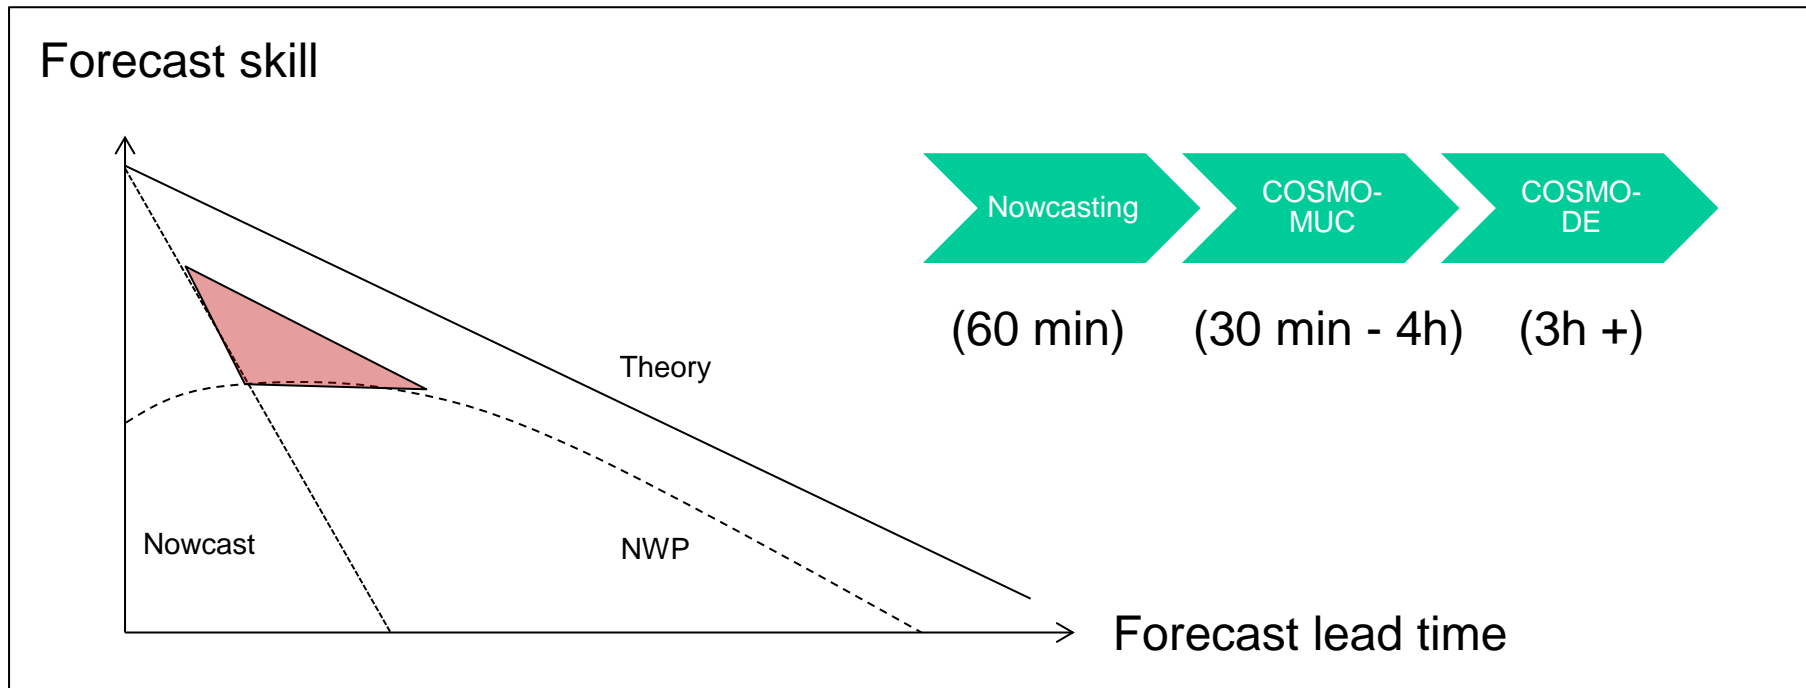 Forecast skill
Nowcasting
COSMO-
MUC
COSMO-
DE
(60 min)
(30 min - 4h)
(3h +)
Theory
Nowcast
NWP
Forecast lead time